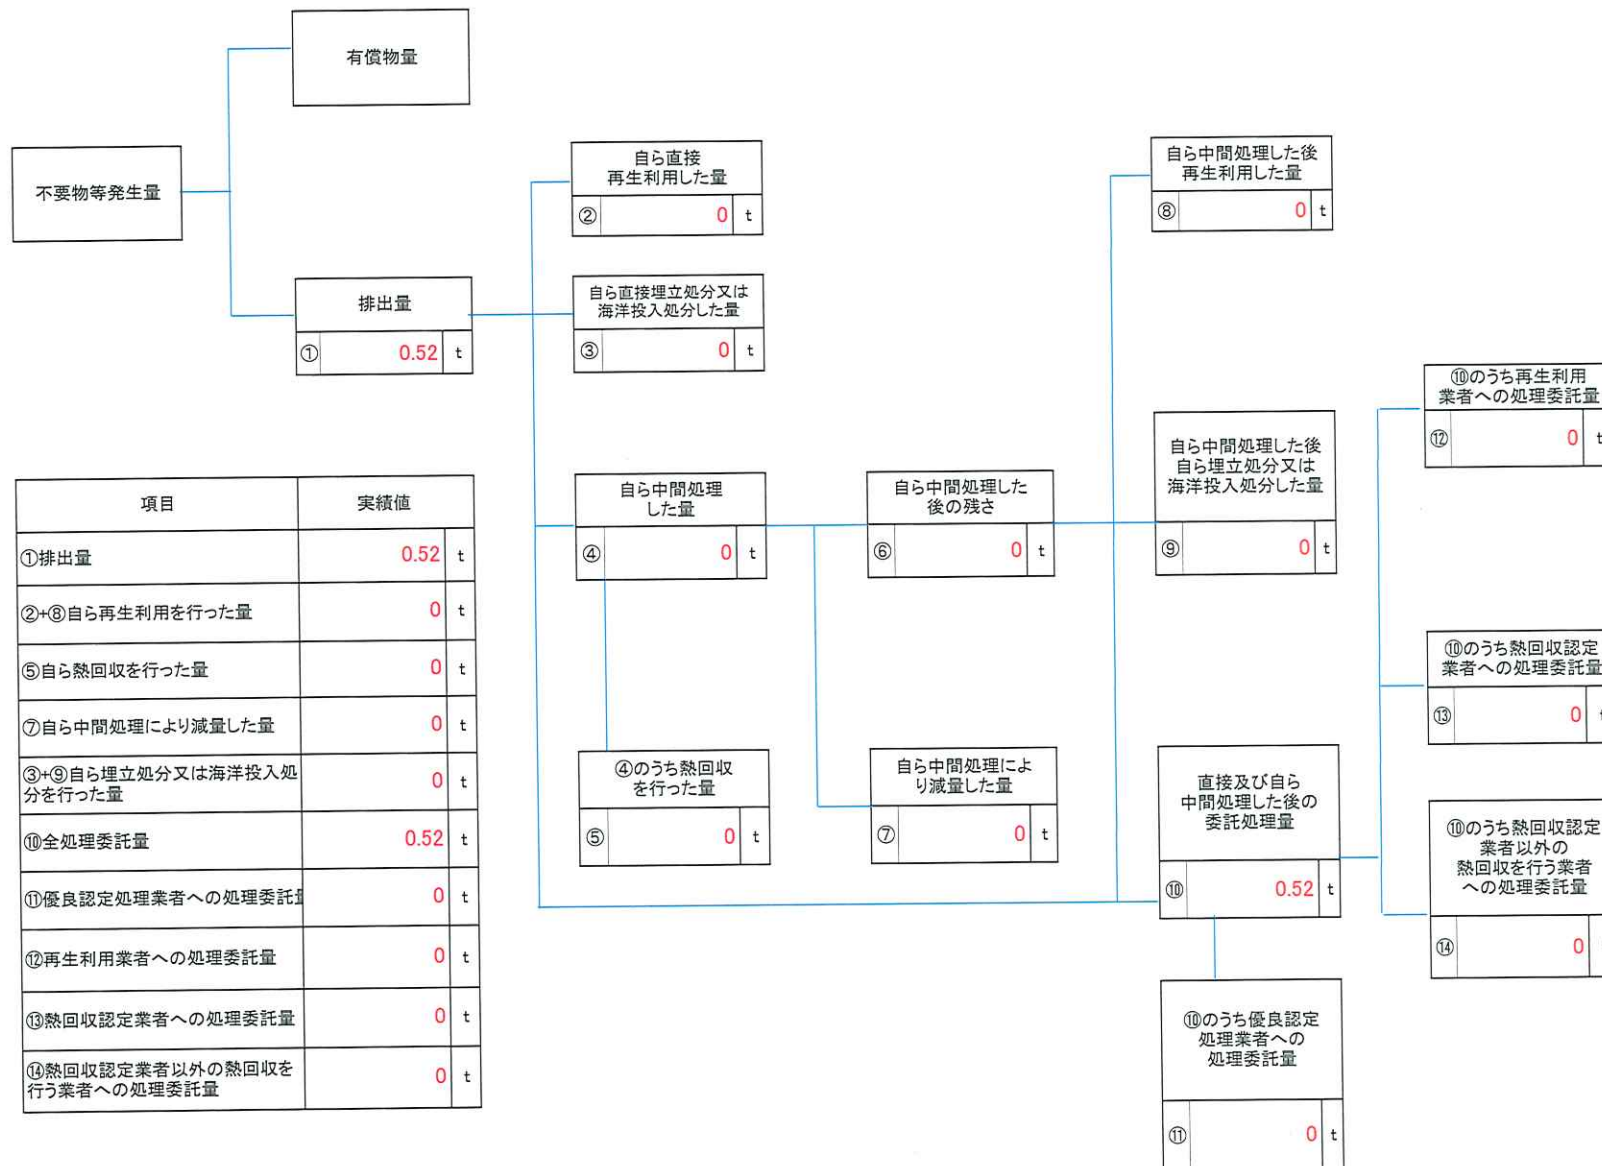 有償物量
不要物等発生量
排出量
① 0.52 t
自ら直接
再生利用した量
② 0 t
自ら直接埋立処分又は
海洋投入処分した量
③ 0 t
自ら中間処理
した量
④ 0 t
④のうち熱回収
を行った量
⑤ 0 t
自ら中間処理した
後の残さ
⑥ 0 t
自ら中間処理によ
り減量した量
⑦ 0 t
自ら中間処理した後
再生利用した量
⑧ 0 t
自ら中間処理した後
自ら埋立処分又は
海洋投入処分した量
⑨ 0 t
直接及び自ら
中間処理した後の
委託処理量
⑩ 0.52 t
⑩のうち優良認定
処理業者への
処理委託量
⑪ 0 t
⑩のうち再生利用
業者への処理委託量
⑫ 0 t
⑩のうち熱回収認定
業者への処理委託量
⑬ 0
⑩のうち熱回収認定
業者以外の
熱回収を行う業者
への処理委託量
⑭ 0
項目 実績値
①排出量 0.52 t
②+⑧自ら再生利用を行った量 0 t
⑤自ら熱回収を行った量 0 t
⑦自ら中間処理により減量した量 0 t
③+⑨自ら埋立処分又は海洋投入処
分を行った量 0 t
⑩全処理委託量 0.52 t
⑪優良認定処理業者への処理委託 0 t
⑫再生利用業者への処理委託量 0 t
⑬熱回収認定業者への処理委託量 0 t
⑭熱回収認定業者以外の熱回収を
行う業者への処理委託量 0 t